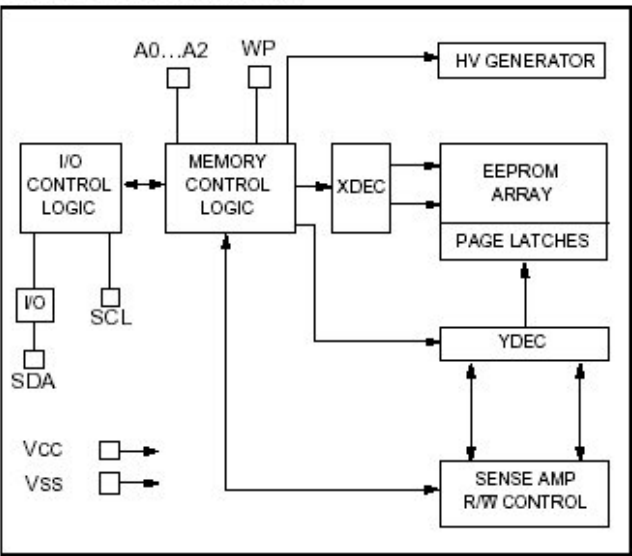 A0...A2 WP
HV GENERATOR
I/O
CONTROL
LOGIC
MEMORY
CONTROL
LOGIC
XDEC
EEPROM
ARRAY
PAGE LATCHES
I/O
SCL
SDA
YDEC
VCC
VSS
SENSE AMP
R/W̅ CONTROL